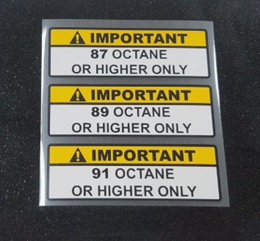 IMPORTANT
87 OCTANE
OR HIGHER ONLY
IMPORTANT
89 OCTANE
OR HIGHER ONLY
IMPORTANT
91 OCTANE
OR HIGHER ONLY